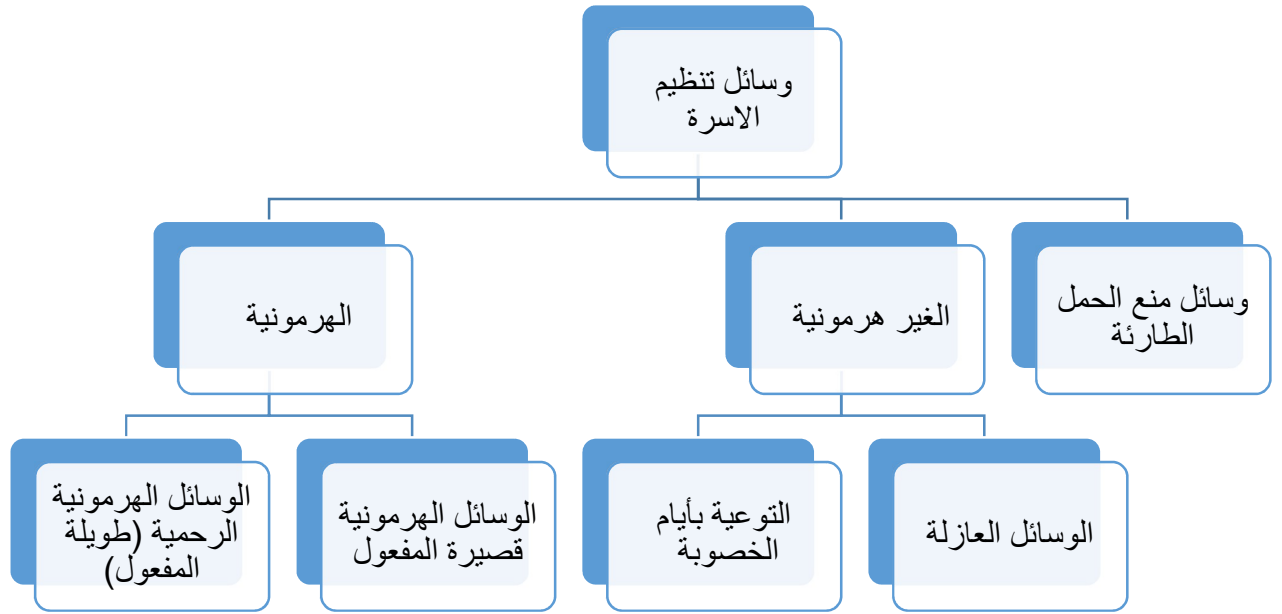 وسائل تنظيم
الاسرة
وسائل منع الحمل
الطارئة
الغير هرمونية
الهرمونية
الوسائل العازلة
التوعية بأيام
الخصوبة
الوسائل الهرمونية
قصيرة المفعول
الوسائل الهرمونية
الرحمية (طويلة
المفعول)